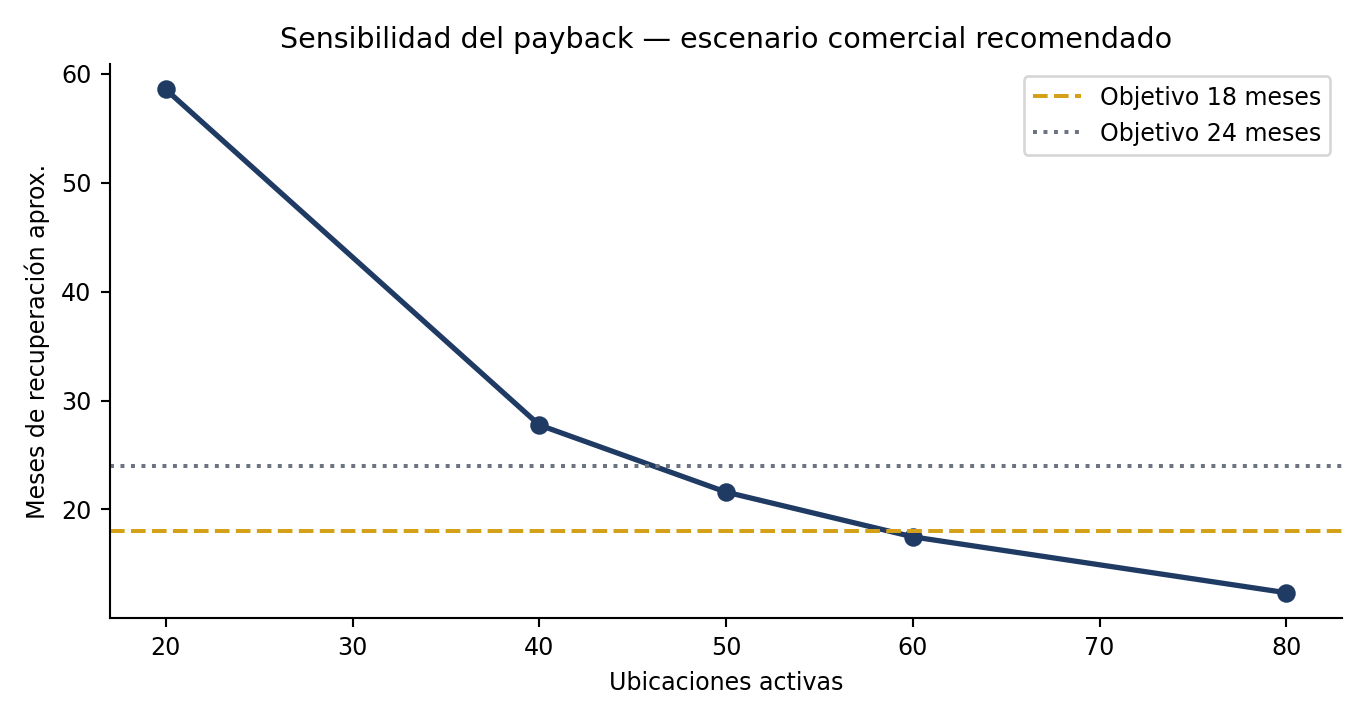 Sensibilidad del payback — escenario comercial recomendado
Objetivo 18 meses
Objetivo 24 meses
Meses de recuperación aprox.
60
50
40
30
20
20 30 40 50 60 70 80
Ubicaciones activas